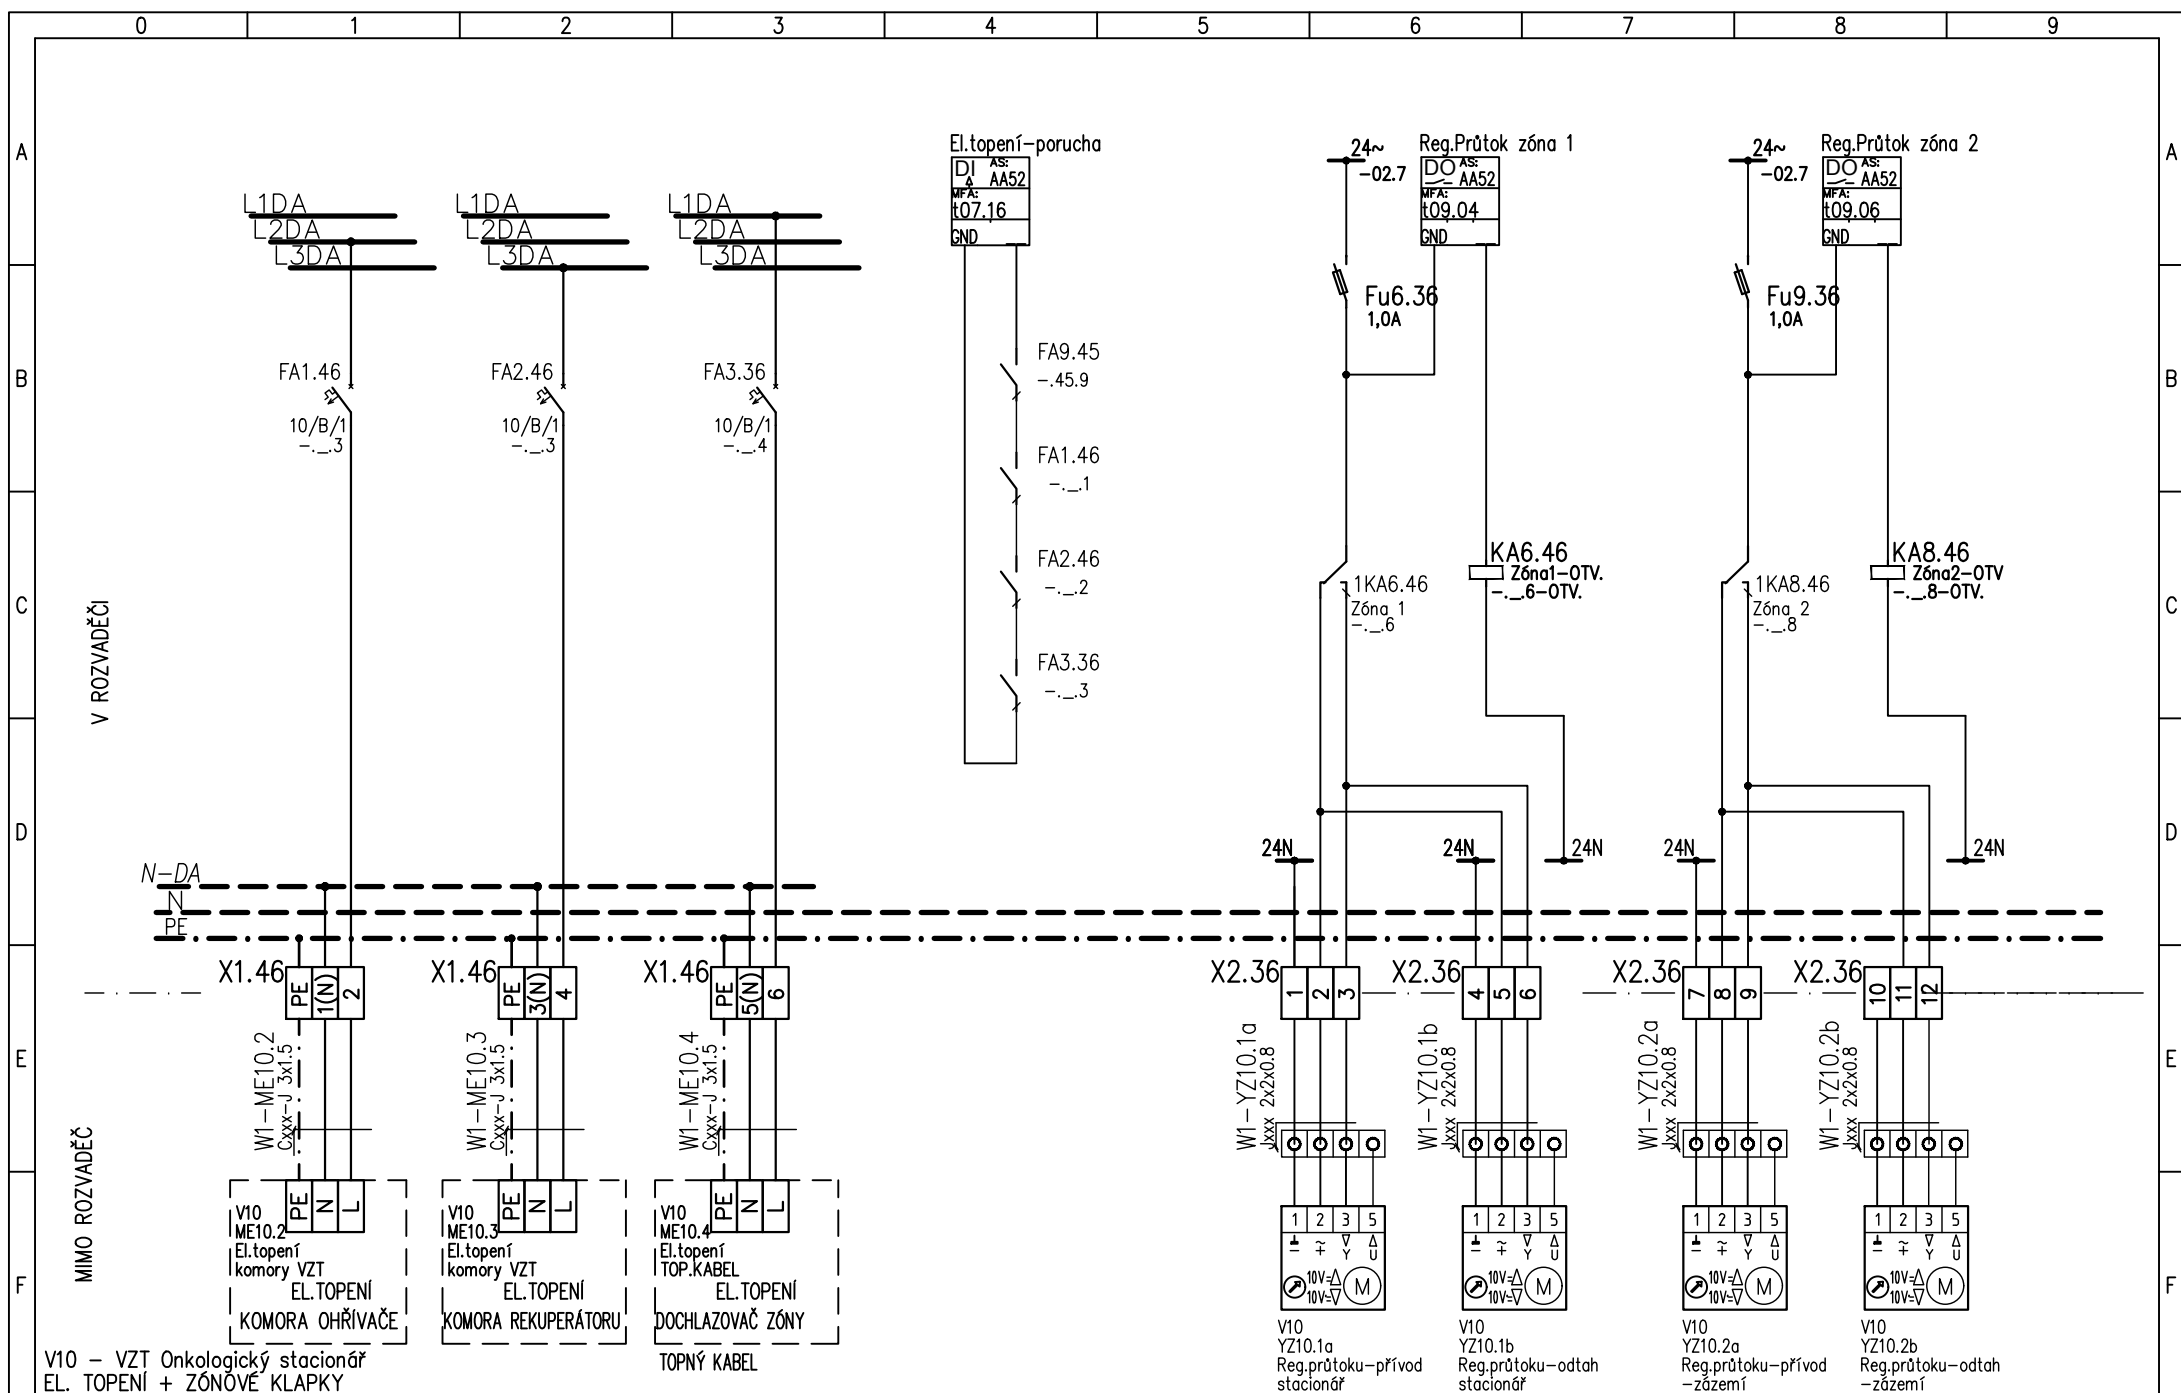 0 1 2 3 4 5 6 7 8 9
A A
B B
C C
D D
E E
F F
V ROZVADĚČI
MIMO ROZVADĚČ
L1DA
L2DA
L3DA
FA1.46
10/B/1
-._.3
L1DA
L2DA
L3DA
FA2.46
10/B/1
-._.3
L1DA
L2DA
L3DA
FA3.36
10/B/1
-._.4
El.topení-porucha
DI AS:
AA52
MFA:
t07.16
GND
FA9.45
-.45.9
FA1.46
-._.1
FA2.46
-._.2
FA3.36
-._.3
24~
-02.7
Fu6.36
1,0A
Reg.Průtok zóna 1
DO AS:
AA52
MFA:
t09.04
GND
1KA6.46
Zóna 1
-._.6
KA6.46
Zóna1-OTV.
-._.6-OTV.
24~
-02.7
Fu9.36
1,0A
Reg.Průtok zóna 2
DO AS:
AA52
MFA:
t09.06
GND
1KA8.46
Zóna 2
-._.8
KA8.46
Zóna2-OTV
-._.8-OTV.
24N 24N 24N 24N 24N
N-DA
N
PE
X1.46 PE 1(N) 2
X1.46 PE 3(N) 4
X1.46 PE 5(N) 6
X2.36 1 2 3
X2.36 4 5 6
X2.36 7 8 9
X2.36 10 11 12
W1-ME10.2
Cxxx-J 3x1.5
W1-ME10.3
Cxxx-J 3x1.5
W1-ME10.4
Cxxx-J 3x1.5
W1-YZ10.1a
Jxxx 2x2x0.8
W1-YZ10.1b
Jxxx 2x2x0.8
W1-YZ10.2a
Jxxx 2x2x0.8
W1-YZ10.2b
Jxxx 2x2x0.8
PE N L
V10
ME10.2
El.topení
komory VZT
EL.TOPENÍ
KOMORA OHŘÍVAČE
PE N L
V10
ME10.3
El.topení
komory VZT
EL.TOPENÍ
KOMORA REKUPERÁTORU
PE N L
V10
ME10.4
El.topení
TOP.KABEL
EL.TOPENÍ
DOCHLAZOVAČ ZÓNY
TOPNÝ KABEL
1 2 3 5
Y U
10V=
10V=
M
V10
YZ10.1a
Reg.průtoku-přívod
stacionář
1 2 3 5
Y U
10V=
10V=
M
V10
YZ10.1b
Reg.průtoku-odtah
stacionář
1 2 3 5
Y U
10V=
10V=
M
V10
YZ10.2a
Reg.průtoku-přívod
-zázemí
1 2 3 5
Y U
10V=
10V=
M
V10
YZ10.2b
Reg.průtoku-odtah
-zázemí
V10 - VZT Onkologický stacionář
EL. TOPENÍ + ZÓNOVÉ KLAPKY